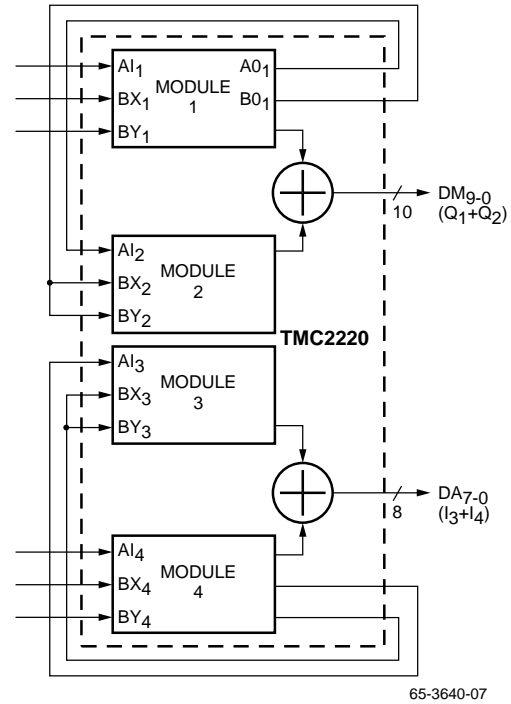 AI1 A01
MODULE
BX1 B01
1
BY1
DM9-0
10 (Q1+Q2)
AI2
MODULE
BX2
2
BY2
TMC2220
AI3
MODULE
BX3
3
BY3
DA7-0
8 (I3+I4)
AI4
MODULE
BX4
4
BY4
65-3640-07